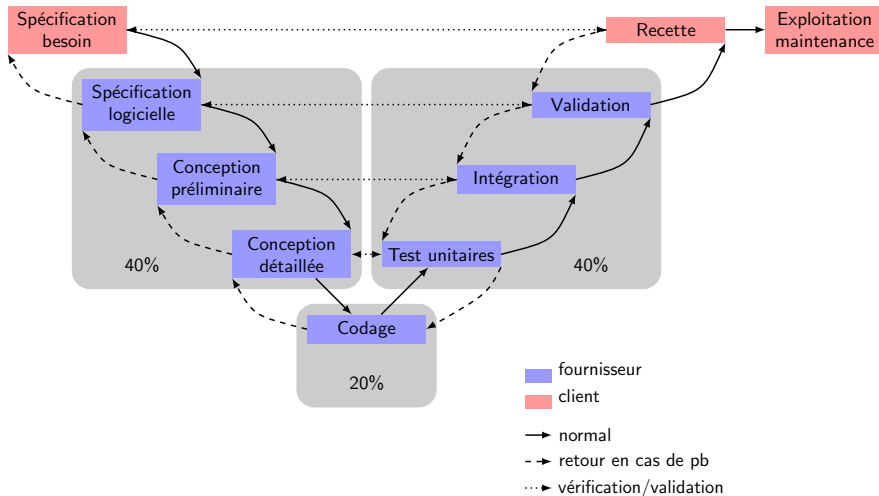 Spécification
besoin
Recette
Exploitation
maintenance
Spécification
logicielle
Validation
Conception
préliminaire
Intégration
Conception
détaillée
Test unitaires
40%
40%
Codage
20%
fournisseur
client
normal
retour en cas de pb
vérification/validation